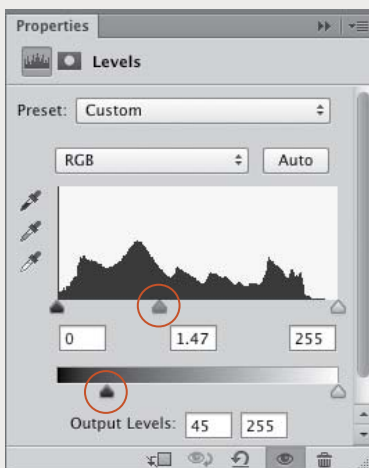 Properties
Levels
Preset: Custom
RGB Auto
0 1.47 255
Output Levels: 45 255